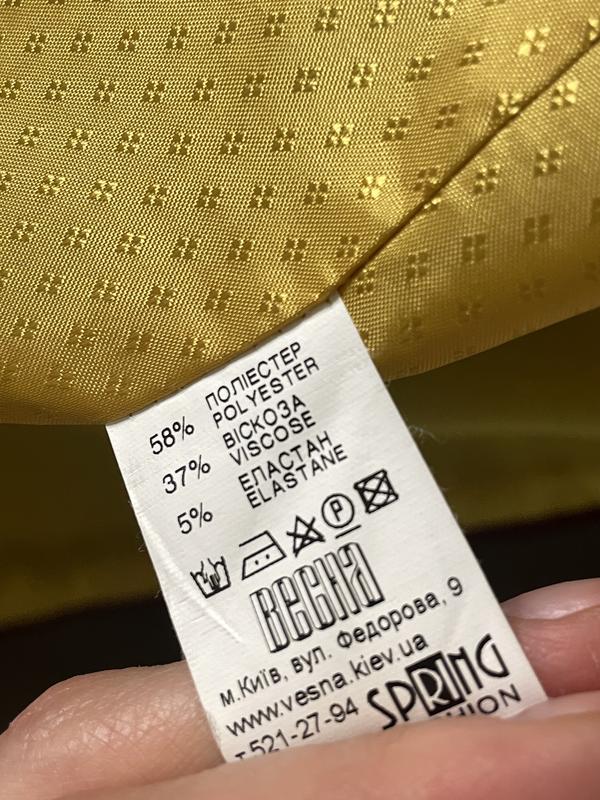 58% ПОЛІЕСТЕР
POLYESTER
37% ВІСКОЗА
VISCOSE
5% ЕЛАСТАН
ELASTANE
P
весна
м.Київ, вул. Федорова, 9
www.vesna.kiev.ua
т.521-27-94
SPRING